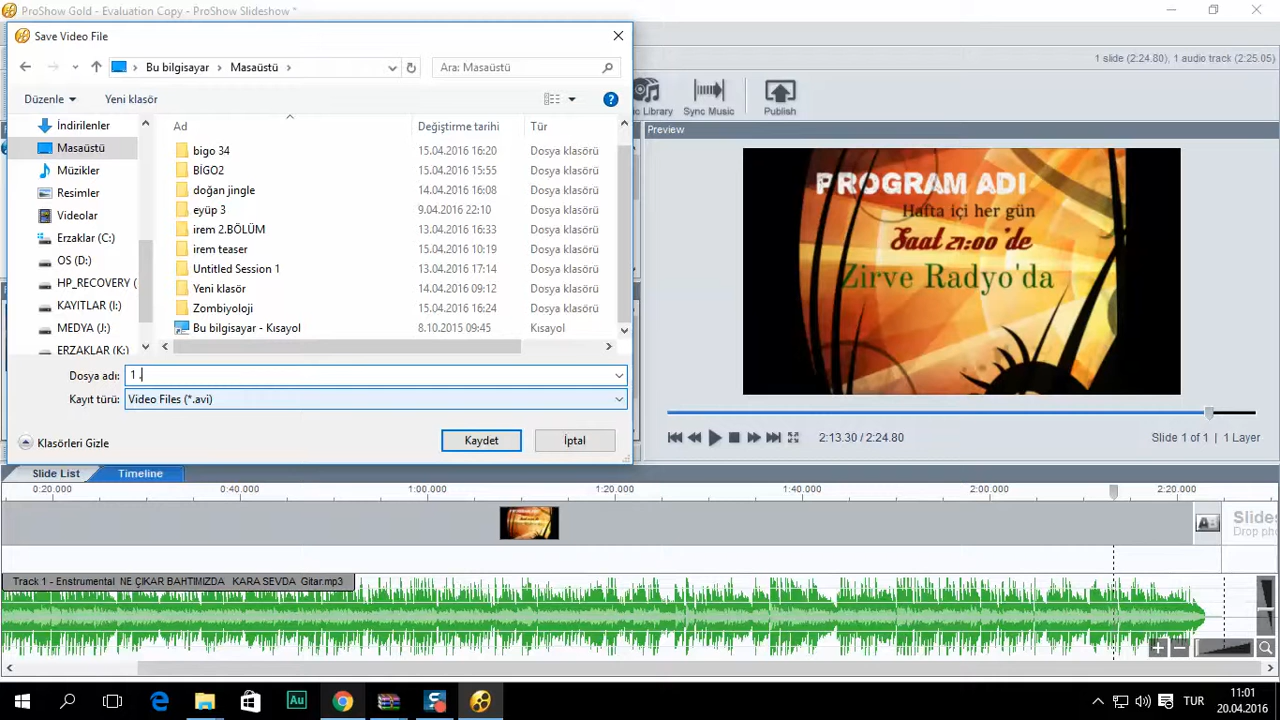 ProShow Gold - Evaluation Copy - ProShow Slideshow *
Save Video File
Bu bilgisayar
Masaüstü
Ara: Masaüstü
1 slide (2:24.80), 1 audio track (2:25.05)
Düzenle
Yeni klasör
Library
Sync Music
Publish
Preview
Ad
Değiştirme tarihi
Tür
İndirilenler
Masaüstü
Müzikler
Resimler
Videolar
Erzaklar (C:)
OS (D:)
HP_RECOVERY (
KAYITLAR (I:)
MEDYA (J:)
ERZAKLAR (K:)
bigo 34 15.04.2016 16:20 Dosya klasörü
BİGO2 15.04.2016 15:55 Dosya klasörü
doğan jingle 14.04.2016 16:08 Dosya klasörü
eyüp 3 9.04.2016 22:10 Dosya klasörü
irem 2.BÖLÜM 13.04.2016 16:33 Dosya klasörü
irem teaser 15.04.2016 10:19 Dosya klasörü
Untitled Session 1 13.04.2016 17:14 Dosya klasörü
Yeni klasör 14.04.2016 09:12 Dosya klasörü
Zombiyoloji 15.04.2016 16:24 Dosya klasörü
Bu bilgisayar - Kısayol 8.10.2015 09:45 Kısayol
Dosya adı: 1 .
Kayıt türü: Video Files (*.avi)
Klasörleri Gizle
Kaydet
İptal
PROGRAM ADI
Hafta içi her gün
Saat 21:00 'de
Zirve Radyo'da
2:13.30 / 2:24.80
Slide 1 of 1 | 1 Layer
Slide List
Timeline
0:20.000 0:40.000 1:00.000 1:20.000 1:40.000 2:00.000 2:20.000
PROGRAM ADI
A B
Slides
Drop pho
Track 1 - Enstrumental NE ÇIKAR BAHTIMIZDA KARA SEVDA Gitar.mp3
Au
TUR
11:01
20.04.2016